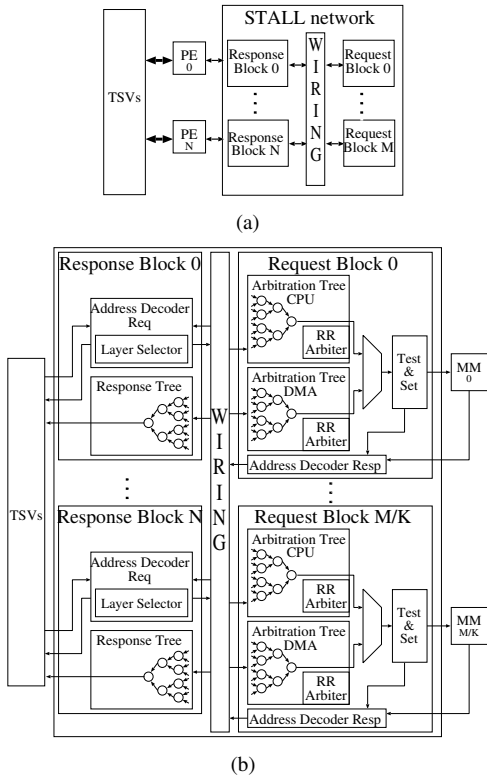 STALL network
TSVs
PE
0
Response
Block 0
WIRING
Request
Block 0
PE
N
Response
Block N
Request
Block M
(a)
Response Block 0
Address Decoder
Req
Layer Selector
Response Tree
WIRING
Request Block 0
Arbitration Tree
CPU
RR
Arbiter
Arbitration Tree
DMA
RR
Arbiter
Test
&
Set
MM
0
Address Decoder Resp
TSVs
Response Block N
Address Decoder
Req
Layer Selector
Response Tree
Request Block M/K
Arbitration Tree
CPU
RR
Arbiter
Arbitration Tree
DMA
RR
Arbiter
Test
&
Set
MM
M/K
Address Decoder Resp
(b)